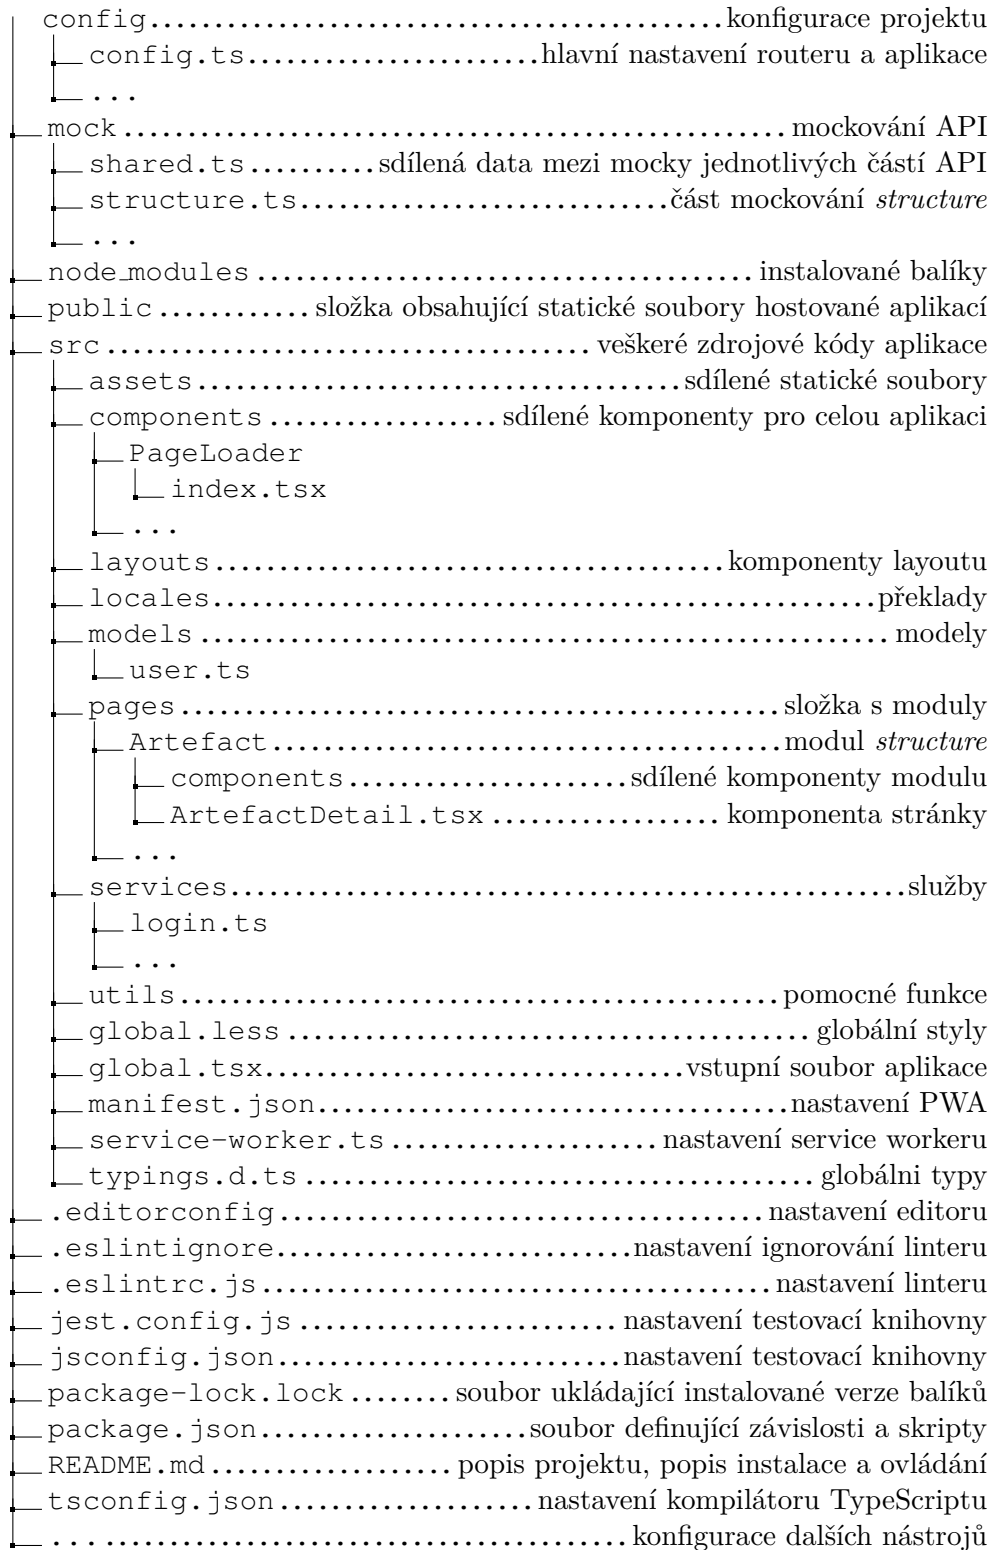 config.......................................konfigurace projektu
config.ts.......................hlavní nastavení routeru a aplikace
...
mock.......................................mockování API
shared.ts..........sdílená data mezi mocky jednotlivých částí API
structure.ts.............................část mockování structure
...
node_modules.......................................instalované balíky
public............složka obsahující statické soubory hostované aplikací
src.......................................veškeré zdrojové kódy aplikace
assets.......................................sdílené statické soubory
components..................sdílené komponenty pro celou aplikaci
PageLoader
index.tsx
...
layouts.......................................komponenty layoutu
locales.......................................překlady
models.......................................modely
user.ts
pages.......................................složka s moduly
Artefact.......................................modul structure
components......................sdílené komponenty modulu
ArtefactDetail.tsx..................komponenta stránky
...
services.......................................služby
login.ts
...
utils.......................................pomocné funkce
global.less.......................................globální styly
global.tsx.................................vstupní soubor aplikace
manifest.json.....................................nastavení PWA
service-worker.ts.....................nastavení service workeru
typings.d.ts.......................................globálni typy
.editorconfig.......................................nastavení editoru
.eslintignore............................nastavení ignorování linteru
.eslintrc.js.......................................nastavení linteru
jest.config.js.........................nastavení testovací knihovny
jsconfig.json...........................nastavení testovací knihovny
package-lock.lock........soubor ukládající instalované verze balíků
package.json......................soubor definující závislosti a skripty
README.md...................popis projektu, popis instalace a ovládání
tsconfig.json....................nastavení kompilátoru TypeScriptu
.............................................konfigurace dalších nástrojů